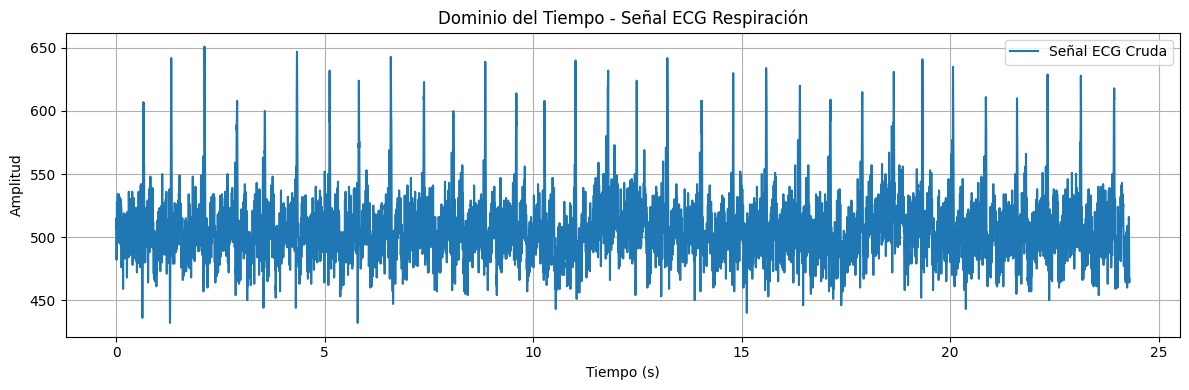 Dominio del Tiempo - Señal ECG Respiración
Señal ECG Cruda
Amplitud
650
600
550
500
450
0 5 10 15 20 25
Tiempo (s)